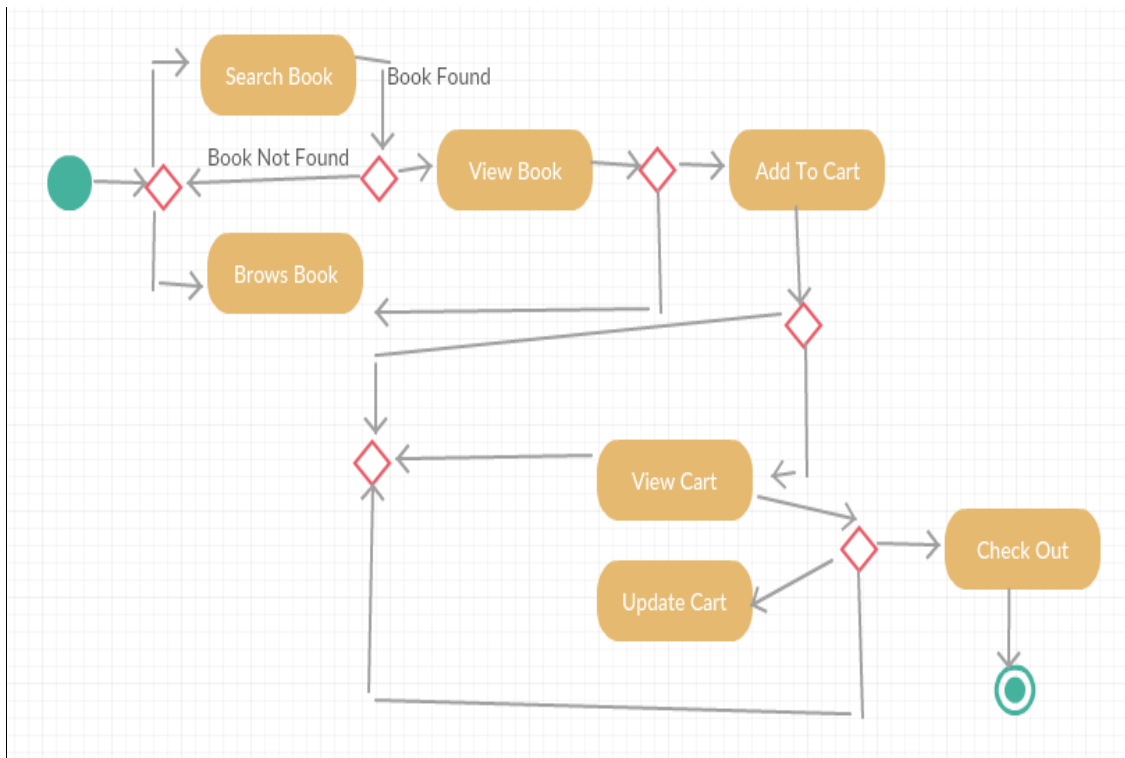 Search Book
Book Found
Book Not Found
View Book
Add To Cart
Brows Book
View Cart
Check Out
Update Cart